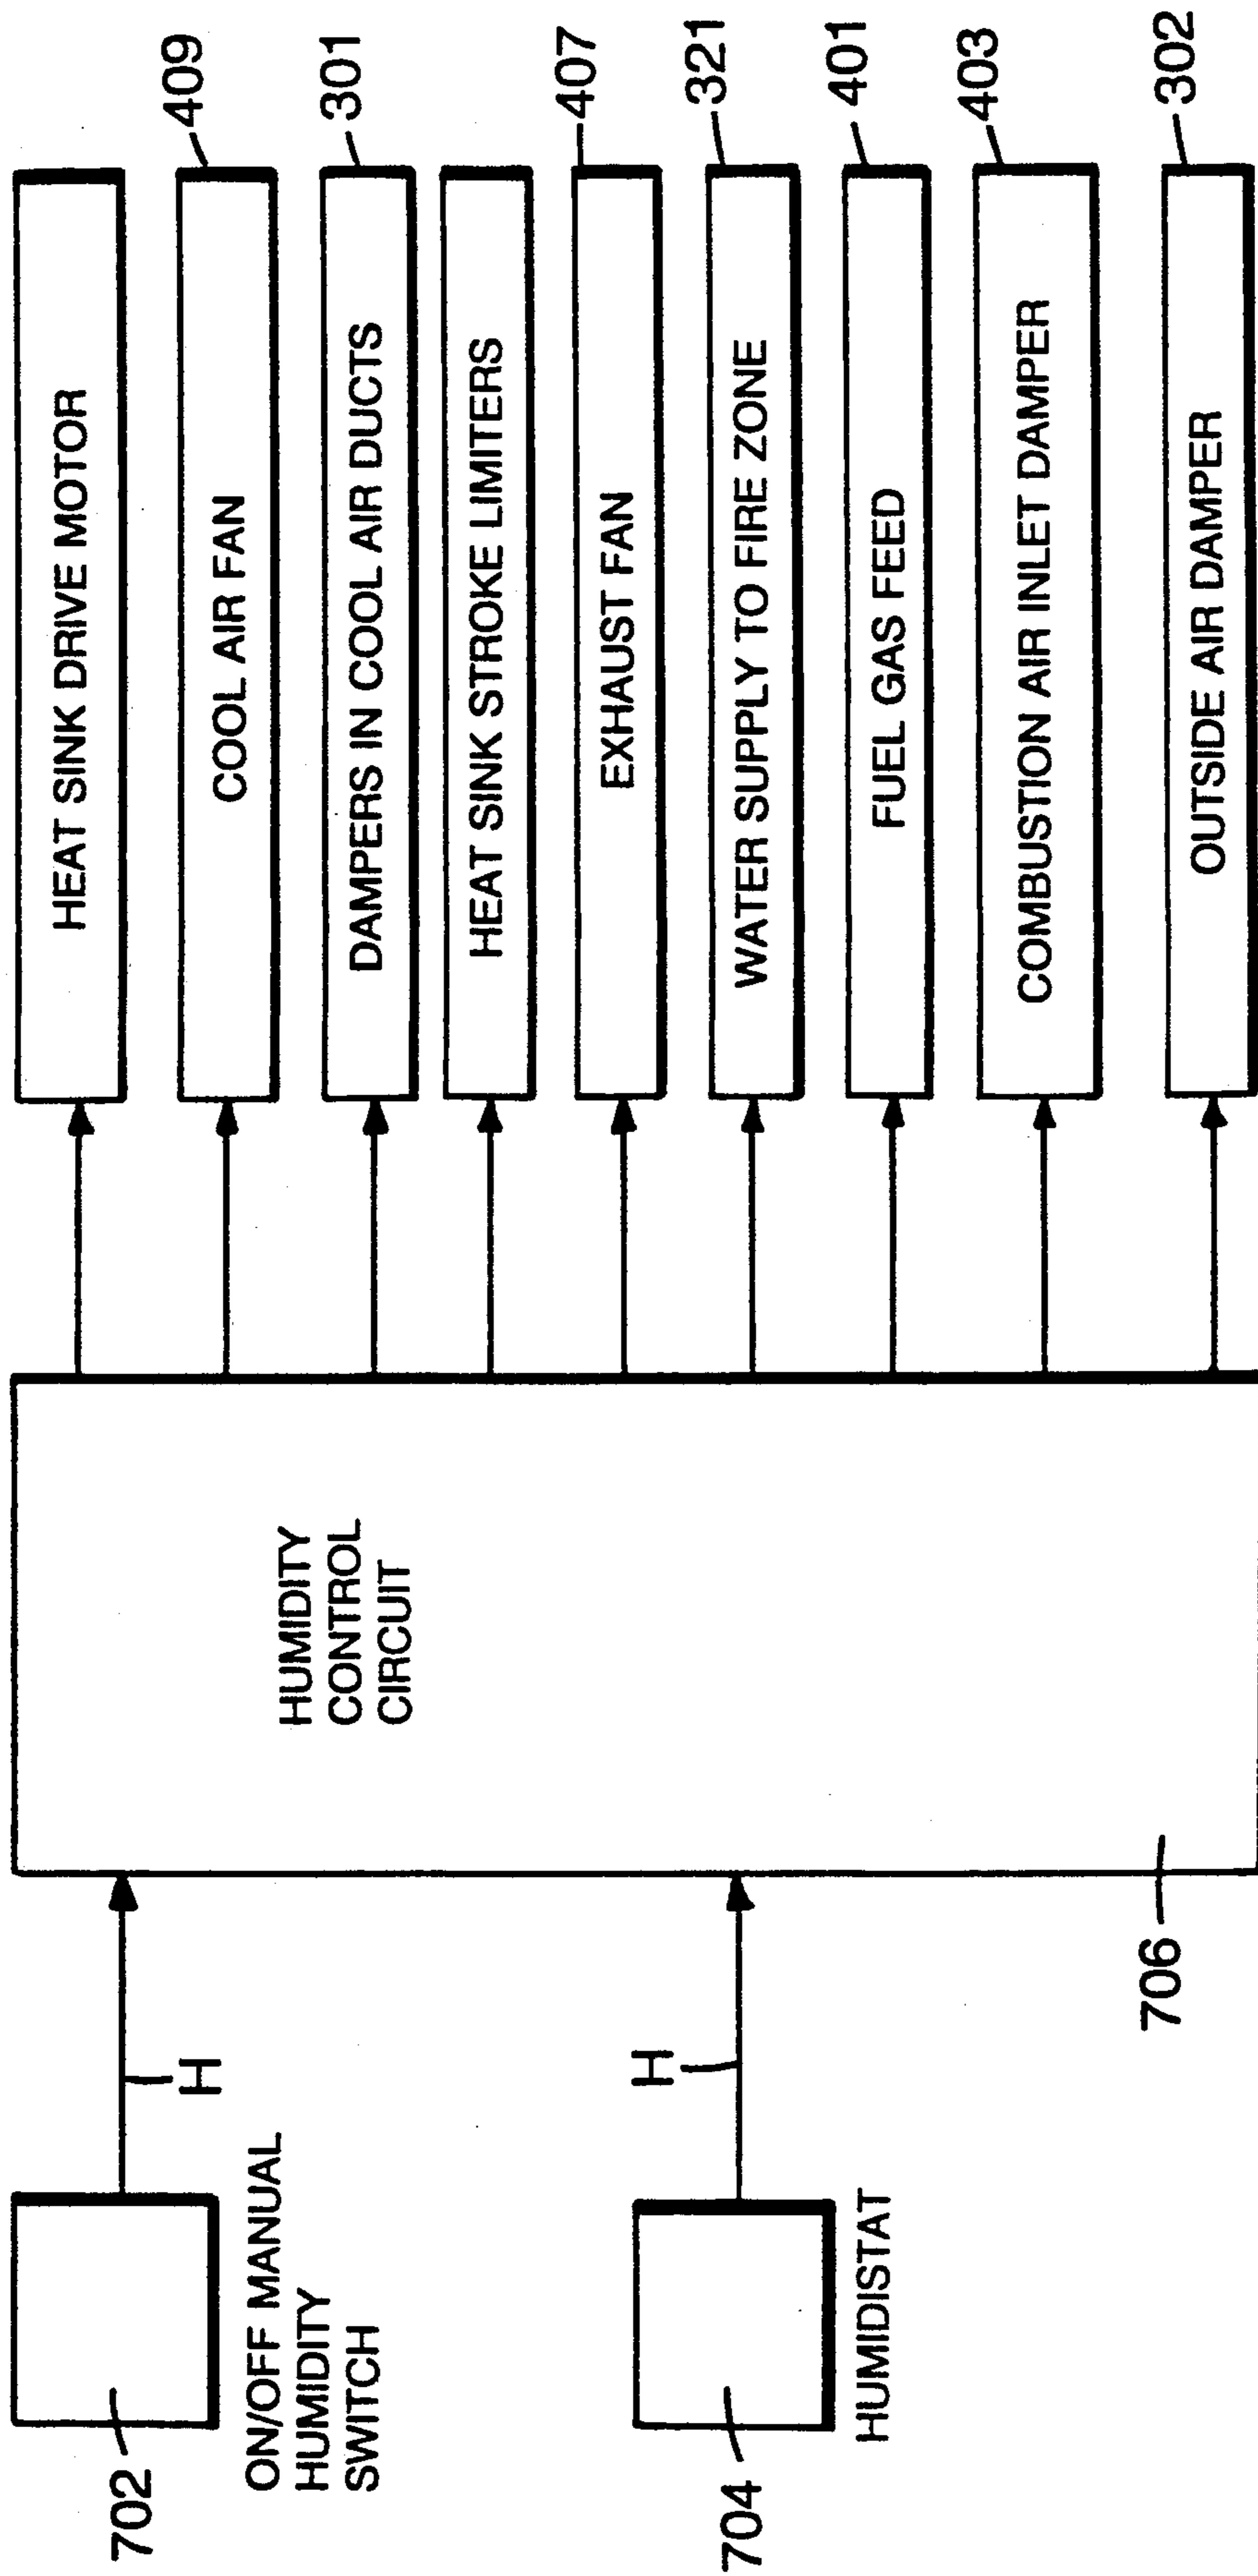 702
ON/OFF MANUAL
HUMIDITY
SWITCH
H
704
HUMIDISTAT
H
HUMIDITY
CONTROL
CIRCUIT
706
HEAT SINK DRIVE MOTOR
COOL AIR FAN
409
DAMPERS IN COOL AIR DUCTS
301
HEAT SINK STROKE LIMITERS
EXHAUST FAN
407
WATER SUPPLY TO FIRE ZONE
321
FUEL GAS FEED
401
COMBUSTION AIR INLET DAMPER
403
OUTSIDE AIR DAMPER
302